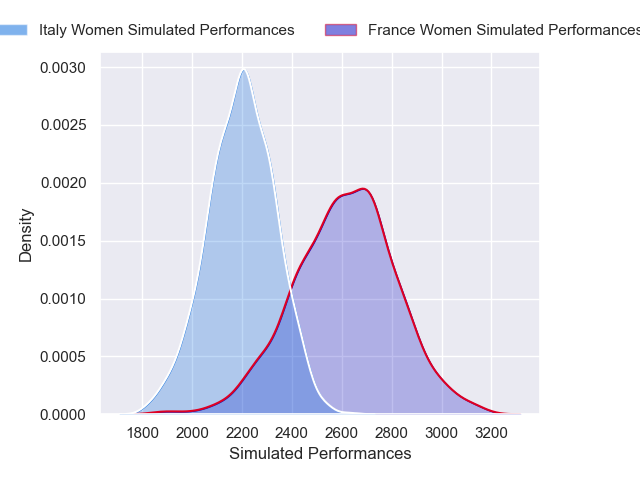 Italy Women Simulated Performances France Women Simulated Performances
0.0030
0.0025
0.0020
0.0015
0.0010
0.0005
0.0000
Density
1800 2000 2200 2400 2600 2800 3000 3200
Simulated Performances